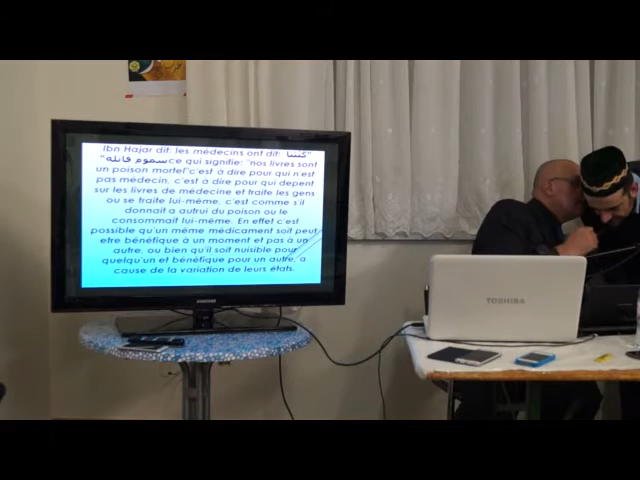 Ibn Hajar dit: les médecins ont dit: "كتبنا
سموم قاتلة" ce qui signifie: "nos livres sont
un poison mortel" c'est à dire pour qui n'est
pas médecin, c'est à dire pour qui depent
sur les livres de médecine et traite les gens
ou se traite lui-même, c'est comme s'il
donnait a autrui du poison ou le
consommait lui-même. En effet c'est
possible qu'un même médicament soit peut
etre bénéfique à un moment et pas à un
autre, ou bien qu'il soit nuisible pour
quelqu'un et bénéfique pour un autre, a
cause de la variation de leurs états.
SAMSUNG
TOSHIBA